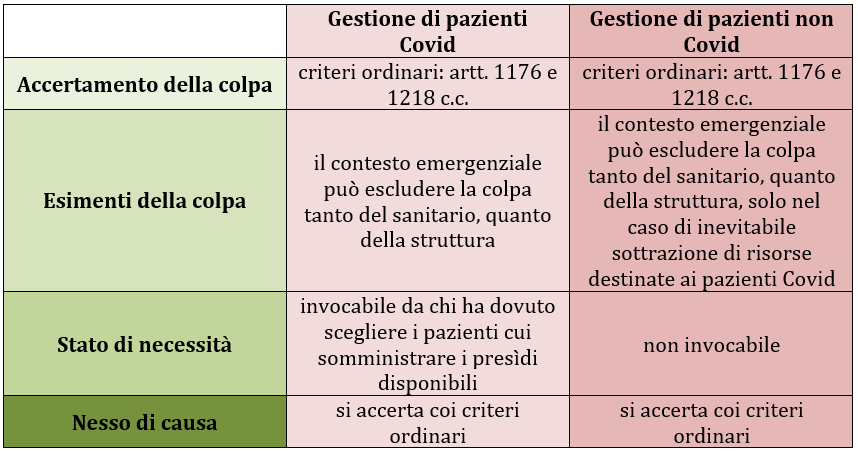 Gestione di pazienti
Covid
Gestione di pazienti non
Covid
Accertamento della colpa
criteri ordinari: artt. 1176 e
1218 c.c.
criteri ordinari: artt. 1176 e
1218 c.c.
Esimenti della colpa
il contesto emergenziale
può escludere la colpa
tanto del sanitario, quanto
della struttura
il contesto emergenziale
può escludere la colpa
tanto del sanitario, quanto
della struttura, solo nel
caso di inevitabile
sottrazione di risorse
destinate ai pazienti Covid
Stato di necessità
invocabile da chi ha dovuto
scegliere i pazienti cui
somministrare i presìdi
disponibili
non invocabile
Nesso di causa
si accerta coi criteri
ordinari
si accerta coi criteri
ordinari